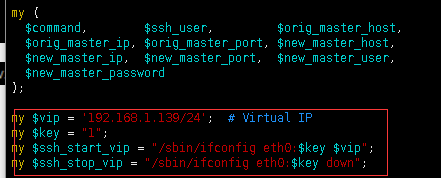 my (
$command, $ssh_user, $orig_master_host,
$orig_master_ip, $orig_master_port, $new_master_host,
$new_master_ip, $new_master_port, $new_master_user,
$new_master_password
);
my $vip = '192.168.1.139/24'; # Virtual IP
my $key = "1";
my $ssh_start_vip = "/sbin/ifconfig eth0:$key $vip";
my $ssh_stop_vip = "/sbin/ifconfig eth0:$key down";